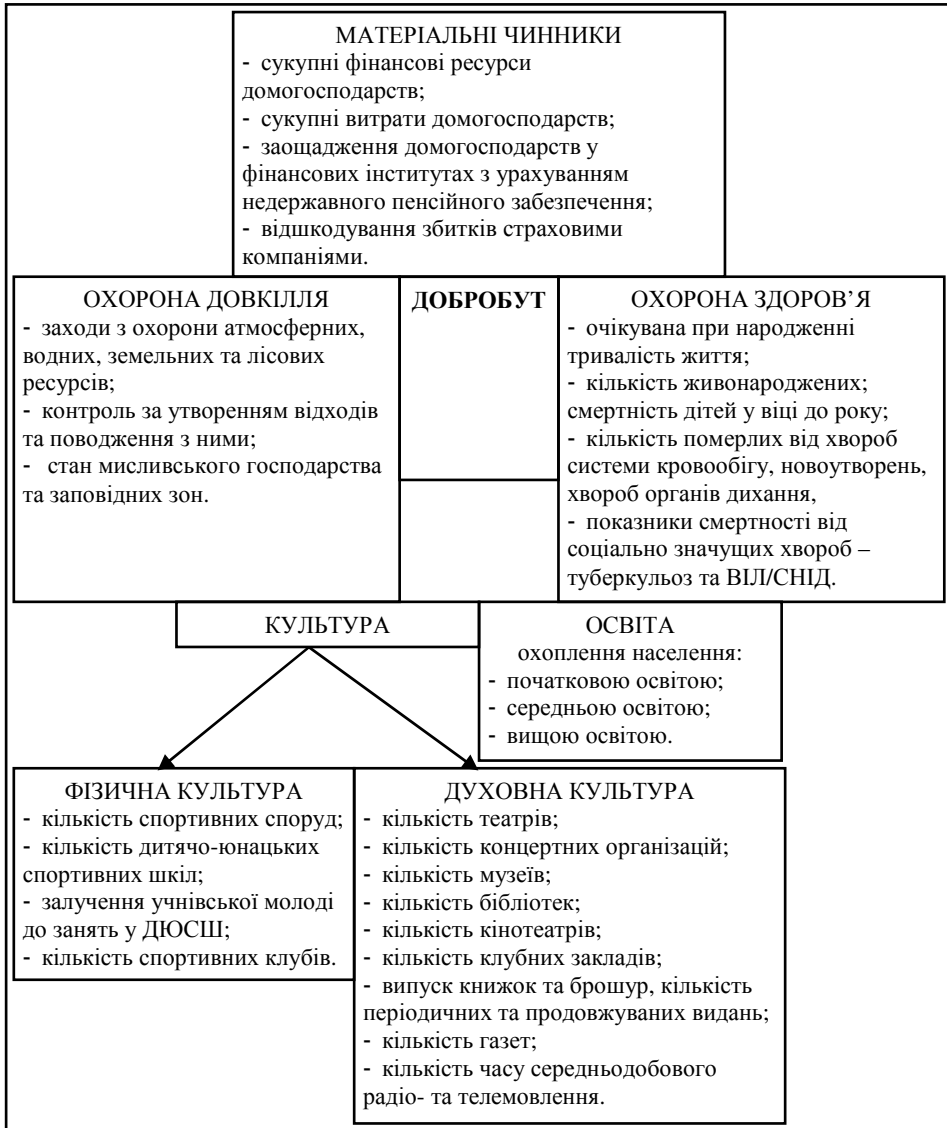 МАТЕРІАЛЬНІ ЧИННИКИ
- сукупні фінансові ресурси
домогосподарств;
- сукупні витрати домогосподарств;
- заощадження домогосподарств у
фінансових інститутах з урахуванням
недержавного пенсійного забезпечення;
- відшкодування збитків страховими
компаніями.
ОХОРОНА ДОВКІЛЛЯ
- заходи з охорони атмосферних,
водних, земельних та лісових
ресурсів;
- контроль за утворенням відходів
та поводження з ними;
- стан мисливського господарства
та заповідних зон.
ДОБРОБУТ
ОХОРОНА ЗДОРОВ’Я
- очікувана при народженні
тривалість життя;
- кількість живонароджених;
смертність дітей у віці до року;
- кількість померлих від хвороб
системи кровообігу, новоутворень,
хвороб органів дихання,
- показники смертності від
соціально значущих хвороб –
туберкульоз та ВІЛ/СНІД.
КУЛЬТУРА
ОСВІТА
охоплення населення:
- початковою освітою;
- середньою освітою;
- вищою освітою.
ФІЗИЧНА КУЛЬТУРА
- кількість спортивних споруд;
- кількість дитячо-юнацьких
спортивних шкіл;
- залучення учнівської молоді
до занять у ДЮСШ;
- кількість спортивних клубів.
ДУХОВНА КУЛЬТУРА
- кількість театрів;
- кількість концертних організацій;
- кількість музеїв;
- кількість бібліотек;
- кількість кінотеатрів;
- кількість клубних закладів;
- випуск книжок та брошур, кількість
періодичних та продовжуваних видань;
- кількість газет;
- кількість часу середньодобового
радіо- та телемовлення.